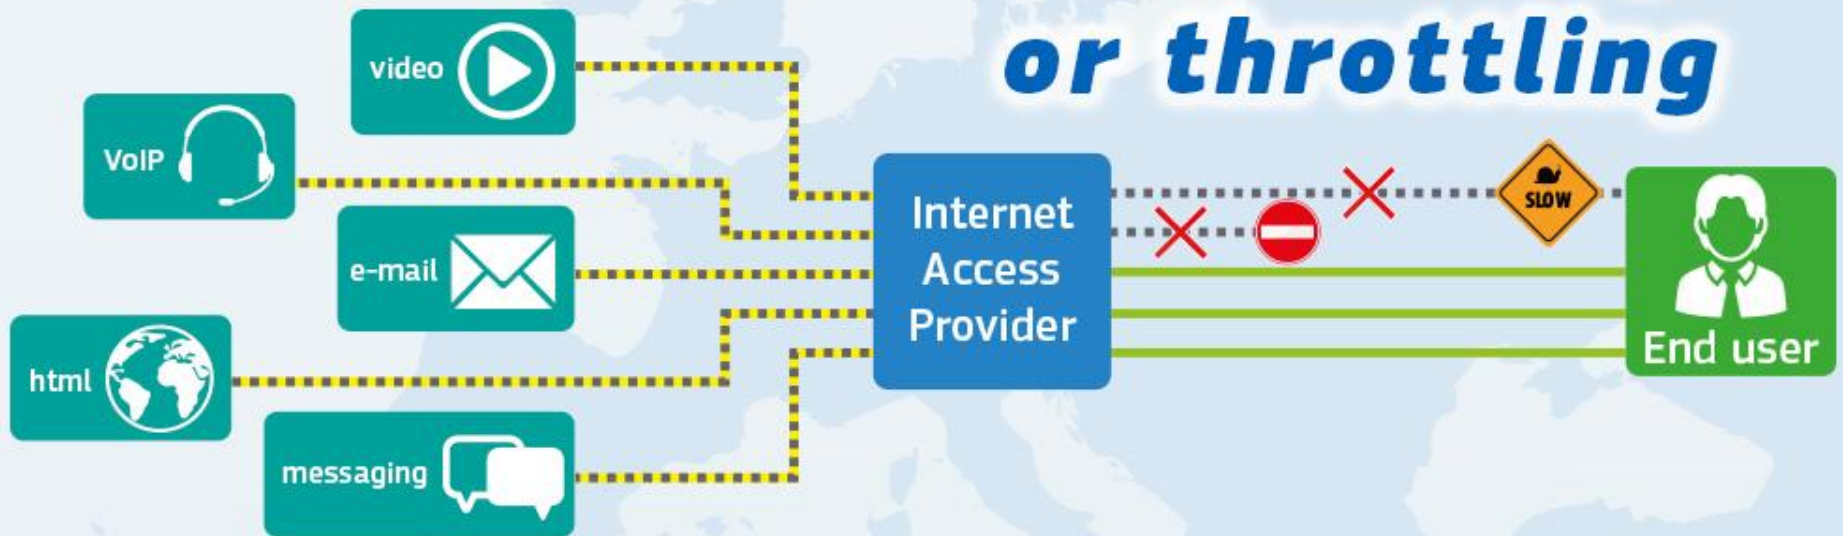 or throttling
video
VoIP
e-mail
html
messaging
Internet
Access
Provider
SLOW
End user